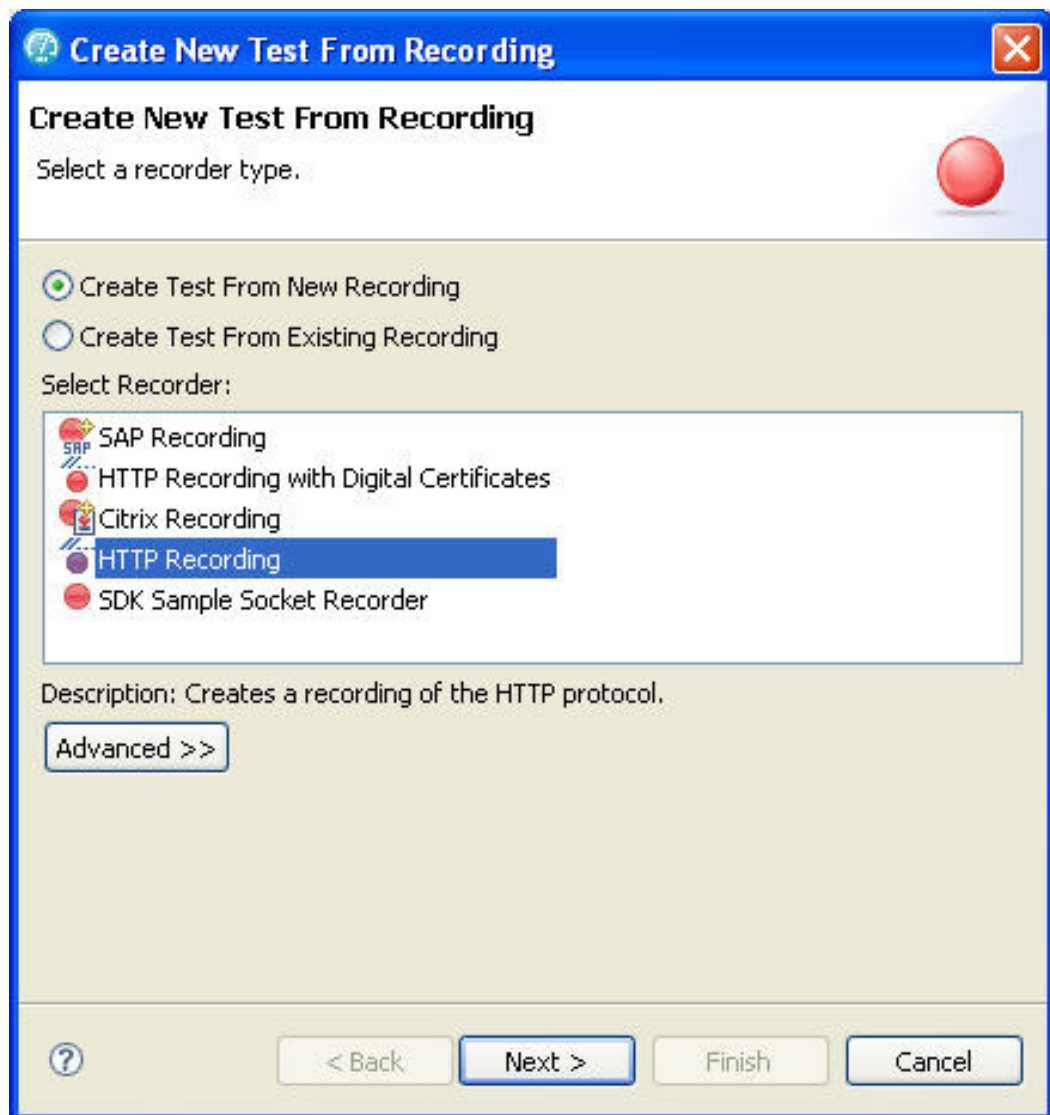 Create New Test From Recording
Create New Test From Recording
Select a recorder type.
Create Test From New Recording
Create Test From Existing Recording
Select Recorder:
SAP SAP Recording
HTTP Recording with Digital Certificates
Citrix Recording
HTTP Recording
SDK Sample Socket Recorder
Description: Creates a recording of the HTTP protocol.
Advanced >>
? < Back Next > Finish Cancel